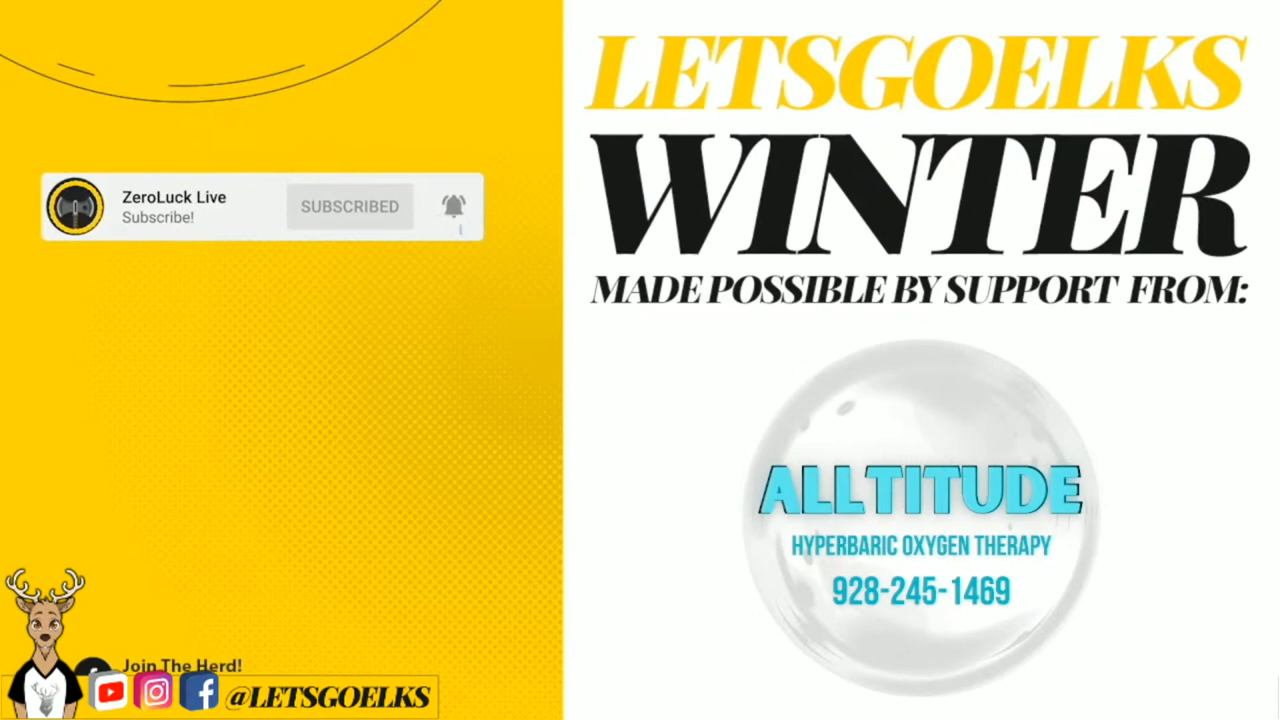 LETSGOELKS
WINTER
MADE POSSIBLE BY SUPPORT FROM:
ZeroLuck Live
Subscribe!
SUBSCRIBED
ALLTITUDE
HYPERBARIC OXYGEN THERAPY
928-245-1469
Join The Herd!
@LETSGOELKS